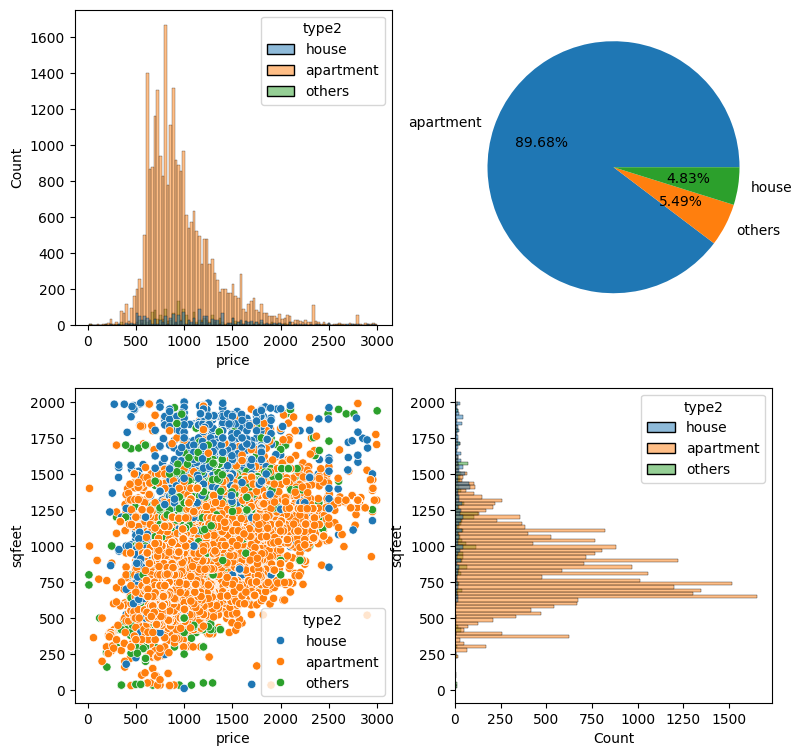 type2
house
apartment
others
1600
1400
1200
1000
800
600
400
200
0
Count
0 500 1000 1500 2000 2500 3000
price
apartment
89.68%
4.83%
house
5.49%
others
2000
1750
1500
1250
1000
750
500
250
0
sqfeet
type2
house
apartment
others
0 500 1000 1500 2000 2500 3000
price
2000
1750
1500
1250
1000
750
500
250
0
sqfeet
type2
house
apartment
others
0 250 500 750 1000 1250 1500
Count